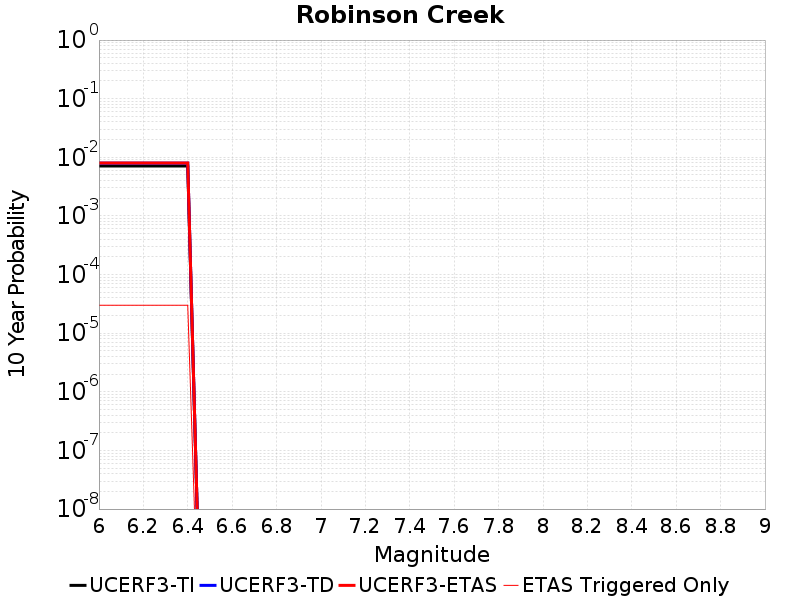 Robinson Creek
10^0
10^-1
10^-2
10^-3
10^-4
10^-5
10^-6
10^-7
10^-8
10 Year Probability
6 6.2 6.4 6.6 6.8 7 7.2 7.4 7.6 7.8 8 8.2 8.4 8.6 8.8 9
Magnitude
UCERF3-TI UCERF3-TD UCERF3-ETAS ETAS Triggered Only